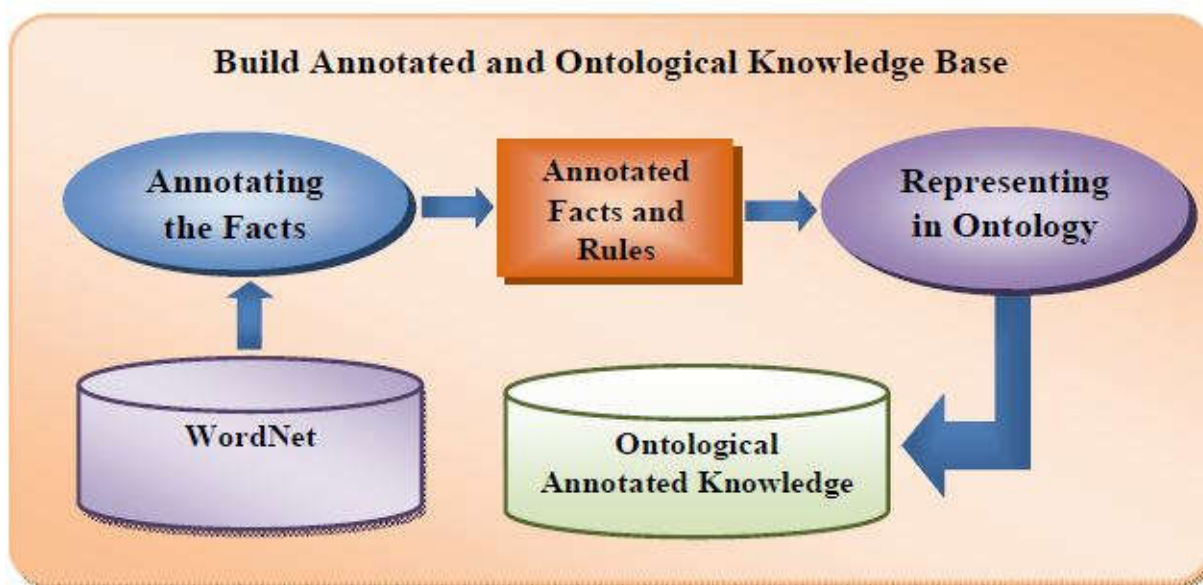 Build Annotated and Ontological Knowledge Base
Annotating
the Facts
Annotated
Facts and
Rules
Representing
in Ontology
WordNet
Ontological
Annotated Knowledge